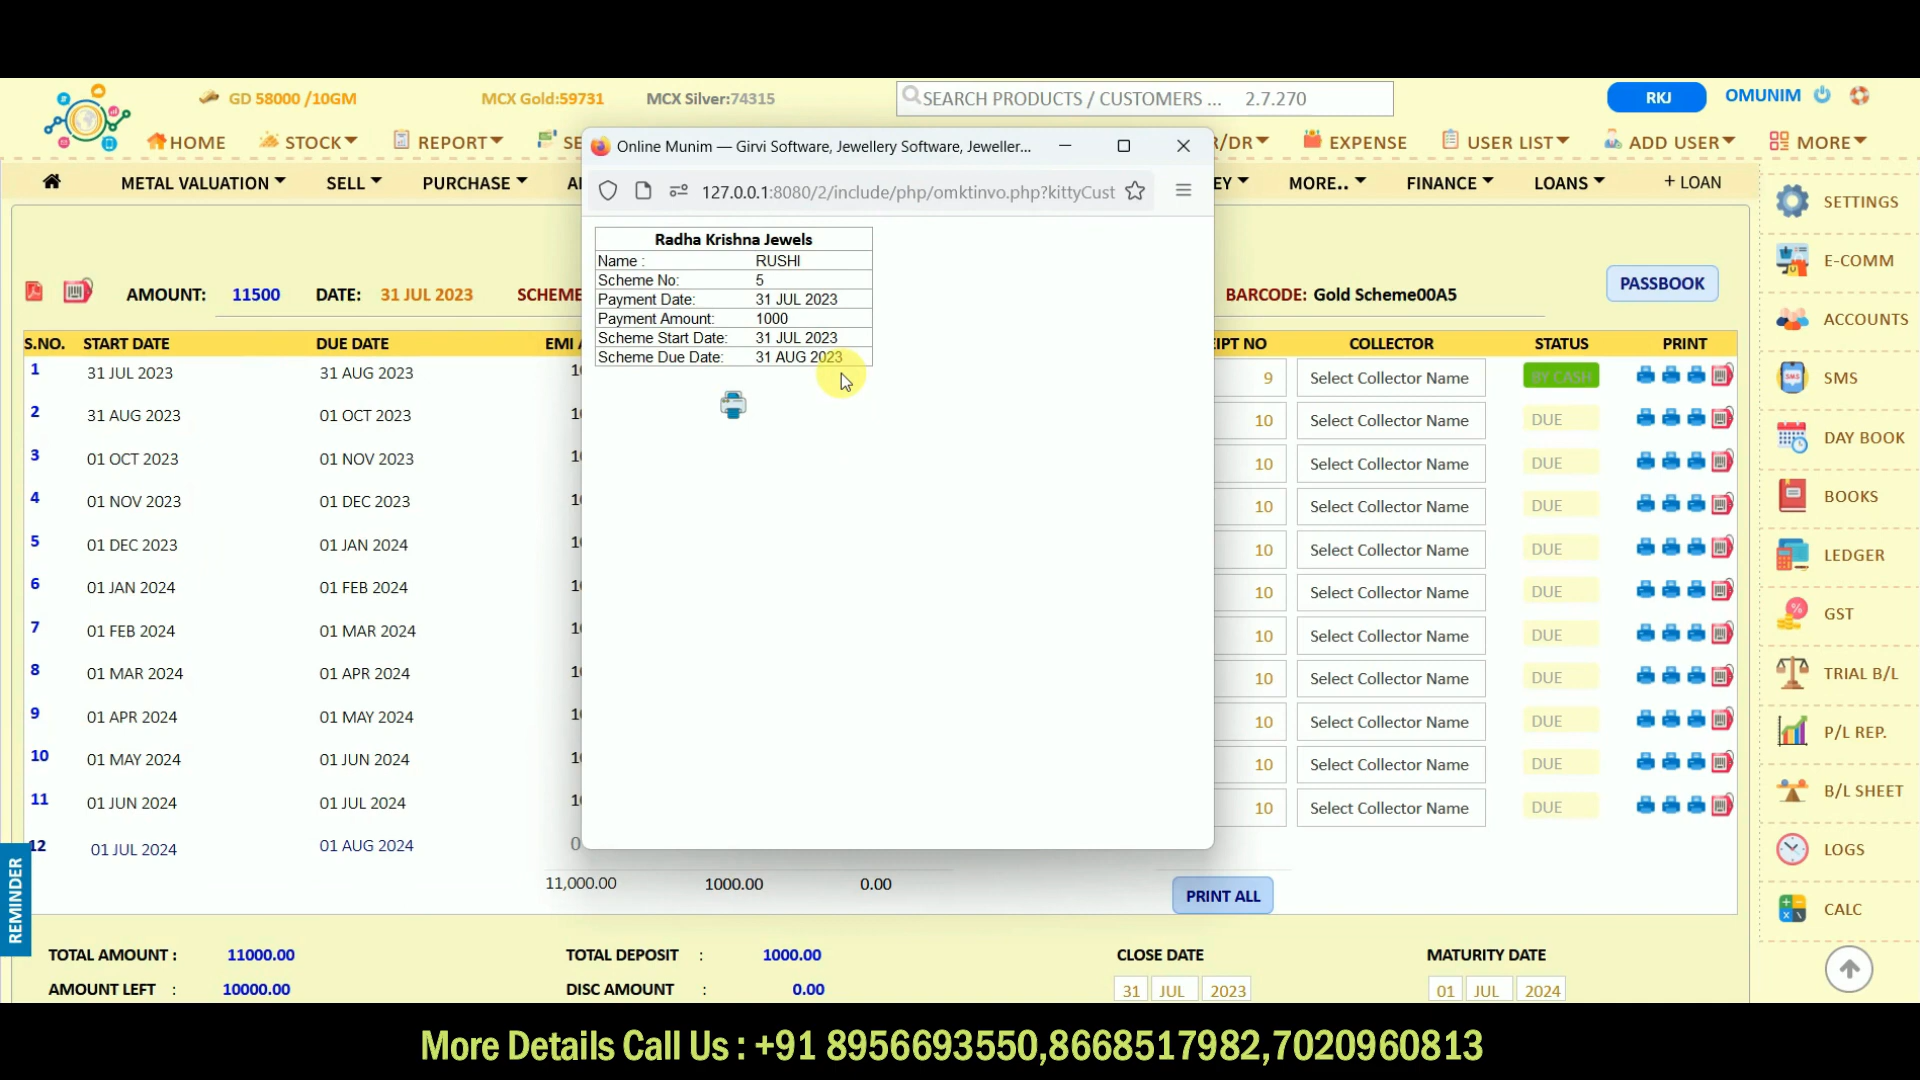 GD 58000 /10GM
MCX Gold:59731
MCX Silver:74315
SEARCH PRODUCTS / CUSTOMERS ... 2.7.270
RKJ
OMUNIM
HOME
STOCK
REPORT
EXPENSE
USER LIST
ADD USER
MORE
METAL VALUATION
SELL
PURCHASE
MORE..
FINANCE
LOANS
+ LOAN
Online Munim — Girvi Software, Jewellery Software, Jeweller...
127.0.0.1:8080/2/include/php/omktinvo.php?kittyCust
Radha Krishna Jewels
Name : RUSHI
Scheme No: 5
Payment Date: 31 JUL 2023
Payment Amount: 1000
Scheme Start Date: 31 JUL 2023
Scheme Due Date: 31 AUG 2023
AMOUNT: 11500 DATE: 31 JUL 2023 SCHEME
BARCODE: Gold Scheme00A5
PASSBOOK
S.NO. START DATE DUE DATE EMI
NO COLLECTOR STATUS PRINT
1 31 JUL 2023 31 AUG 2023 9 Select Collector Name BY CASH
2 31 AUG 2023 01 OCT 2023 10 Select Collector Name DUE
3 01 OCT 2023 01 NOV 2023 10 Select Collector Name DUE
4 01 NOV 2023 01 DEC 2023 10 Select Collector Name DUE
5 01 DEC 2023 01 JAN 2024 10 Select Collector Name DUE
6 01 JAN 2024 01 FEB 2024 10 Select Collector Name DUE
7 01 FEB 2024 01 MAR 2024 10 Select Collector Name DUE
8 01 MAR 2024 01 APR 2024 10 Select Collector Name DUE
9 01 APR 2024 01 MAY 2024 10 Select Collector Name DUE
10 01 MAY 2024 01 JUN 2024 10 Select Collector Name DUE
11 01 JUN 2024 01 JUL 2024 10 Select Collector Name DUE
12 01 JUL 2024 01 AUG 2024
11,000.00 1000.00 0.00
PRINT ALL
TOTAL AMOUNT : 11000.00 TOTAL DEPOSIT : 1000.00 CLOSE DATE MATURITY DATE
AMOUNT LEFT : 10000.00 DISC AMOUNT : 0.00 31 JUL 2023 01 JUL 2024
REMINDER
SETTINGS
E-COMM
ACCOUNTS
SMS
DAY BOOK
BOOKS
LEDGER
GST
TRIAL B/L
P/L REP.
B/L SHEET
LOGS
CALC
More Details Call Us : +91 8956693550,8668517982,7020960813